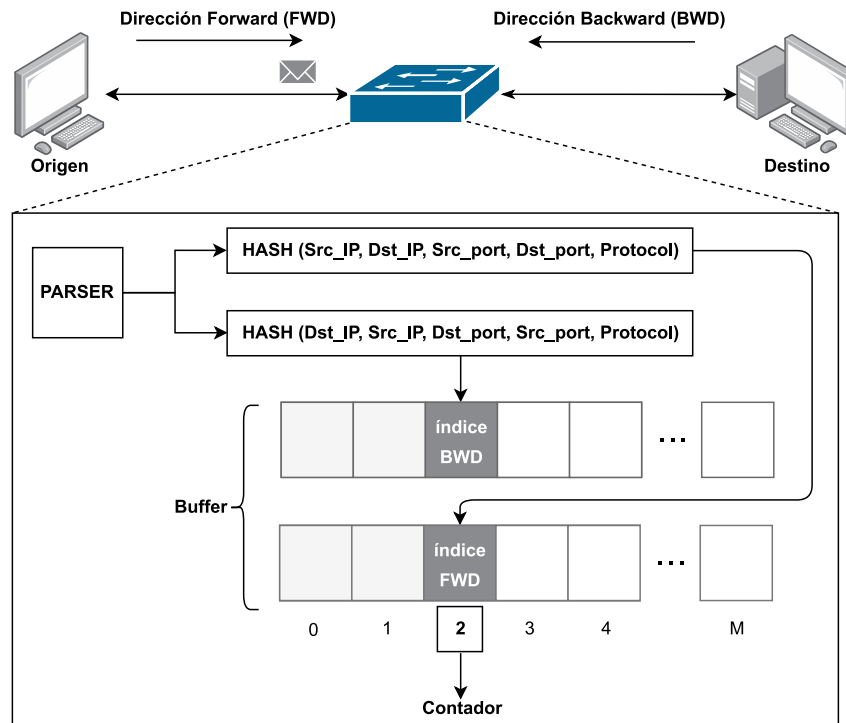 Dirección Forward (FWD)
Dirección Backward (BWD)
Origen
Destino
PARSER
HASH (Src_IP, Dst_IP, Src_port, Dst_port, Protocol)
HASH (Dst_IP, Src_IP, Dst_port, Src_port, Protocol)
índice
BWD
...
Buffer
índice
FWD
...
0 1 2 3 4 M
Contador